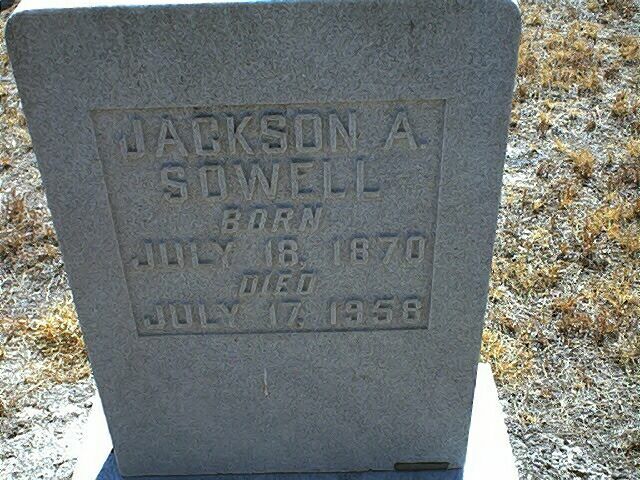 JACKSON A.
SOWELL
BORN
JULY 18, 1870
DIED
JULY 17, 1958